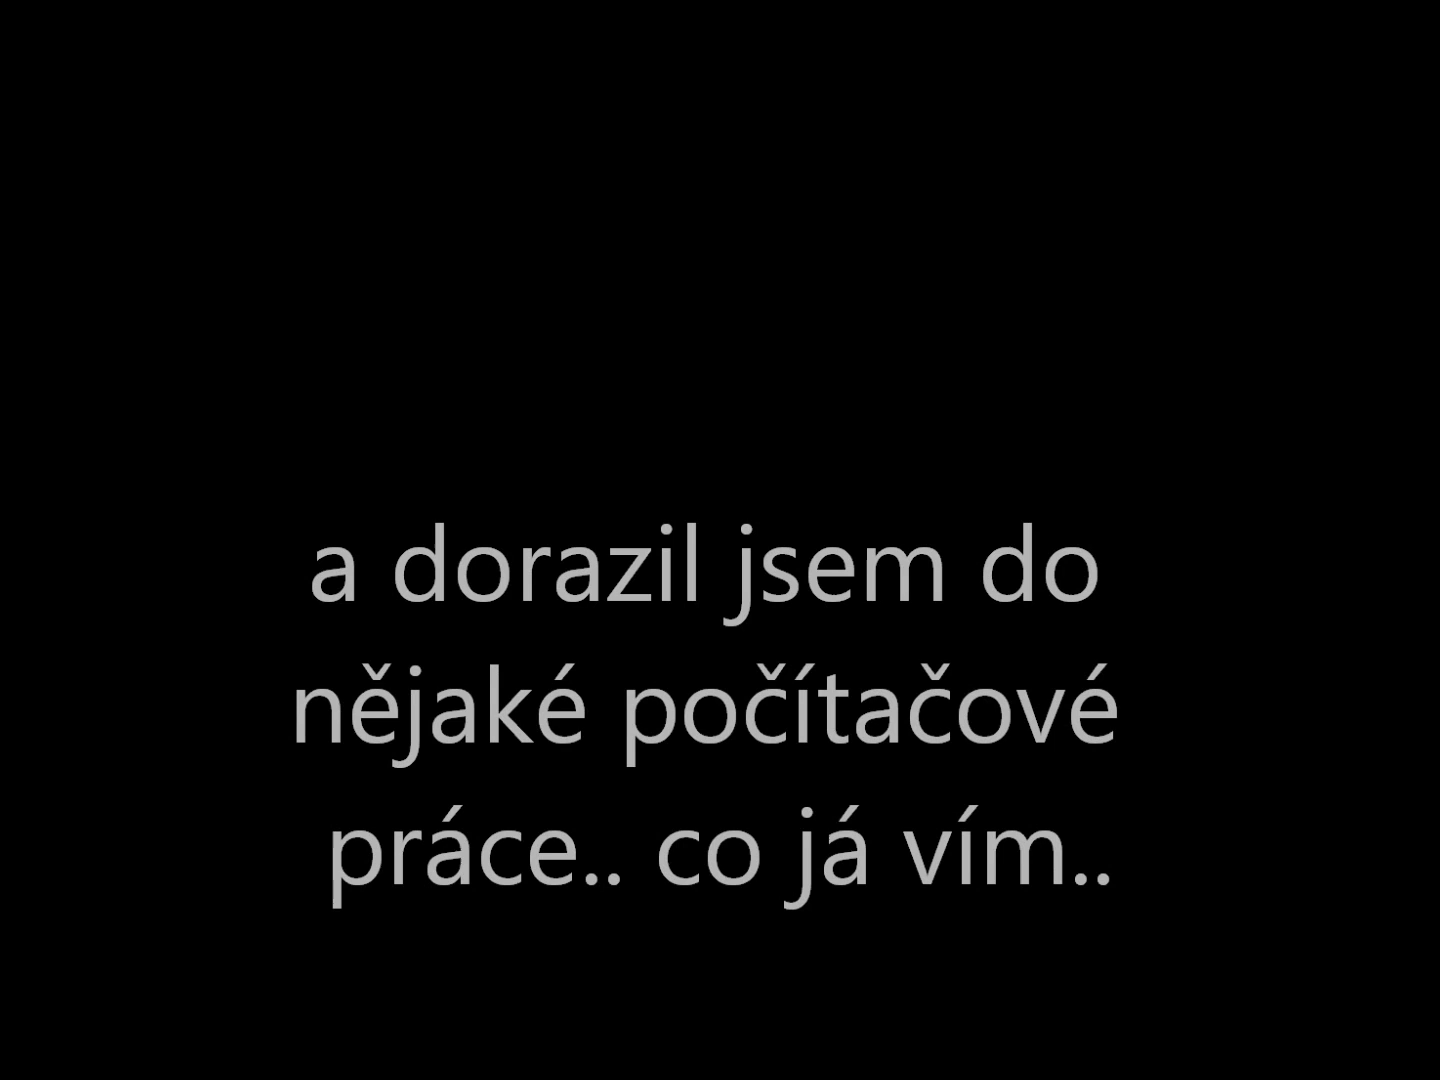 a dorazil jsem do
nějaké počítačové
práce.. co já vím..